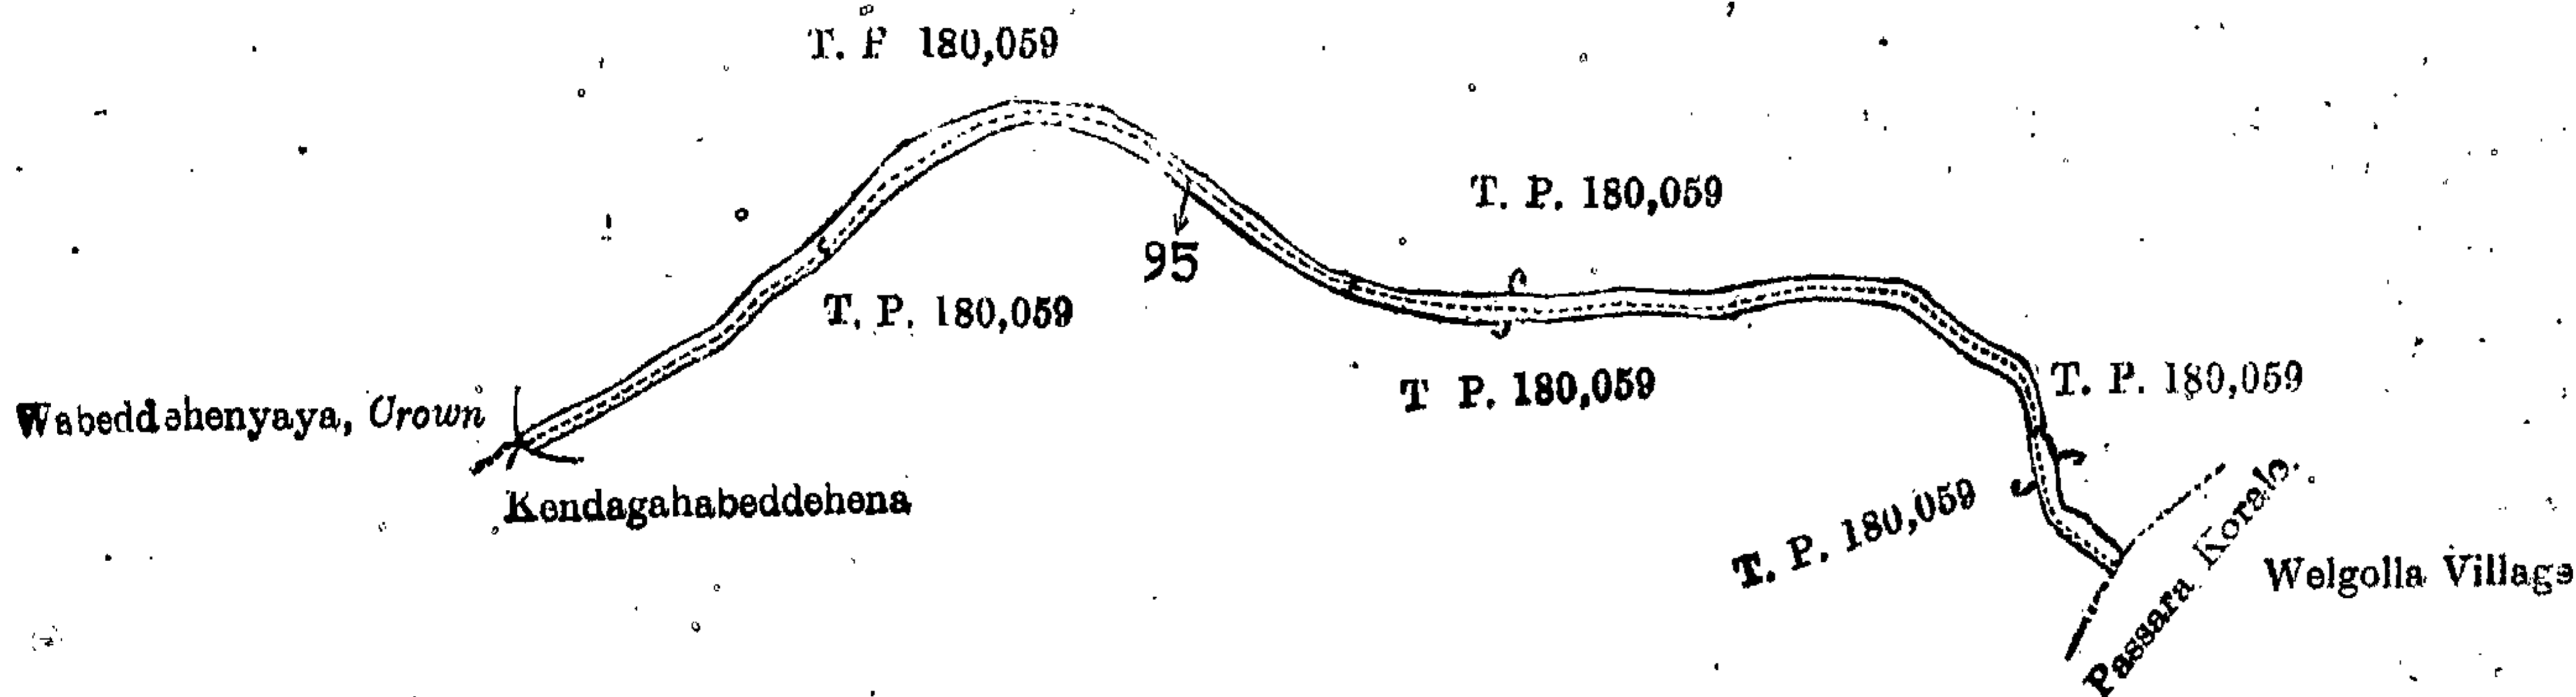 T. P 180,059
T. P. 180,059
95
T. P. 180,059
T P. 180,059
T. P. 180,059
Wabeddehenyaya, Crown
Kendagahabeddehena
T. P. 180,059
Passara Korale.
Welgolla Village